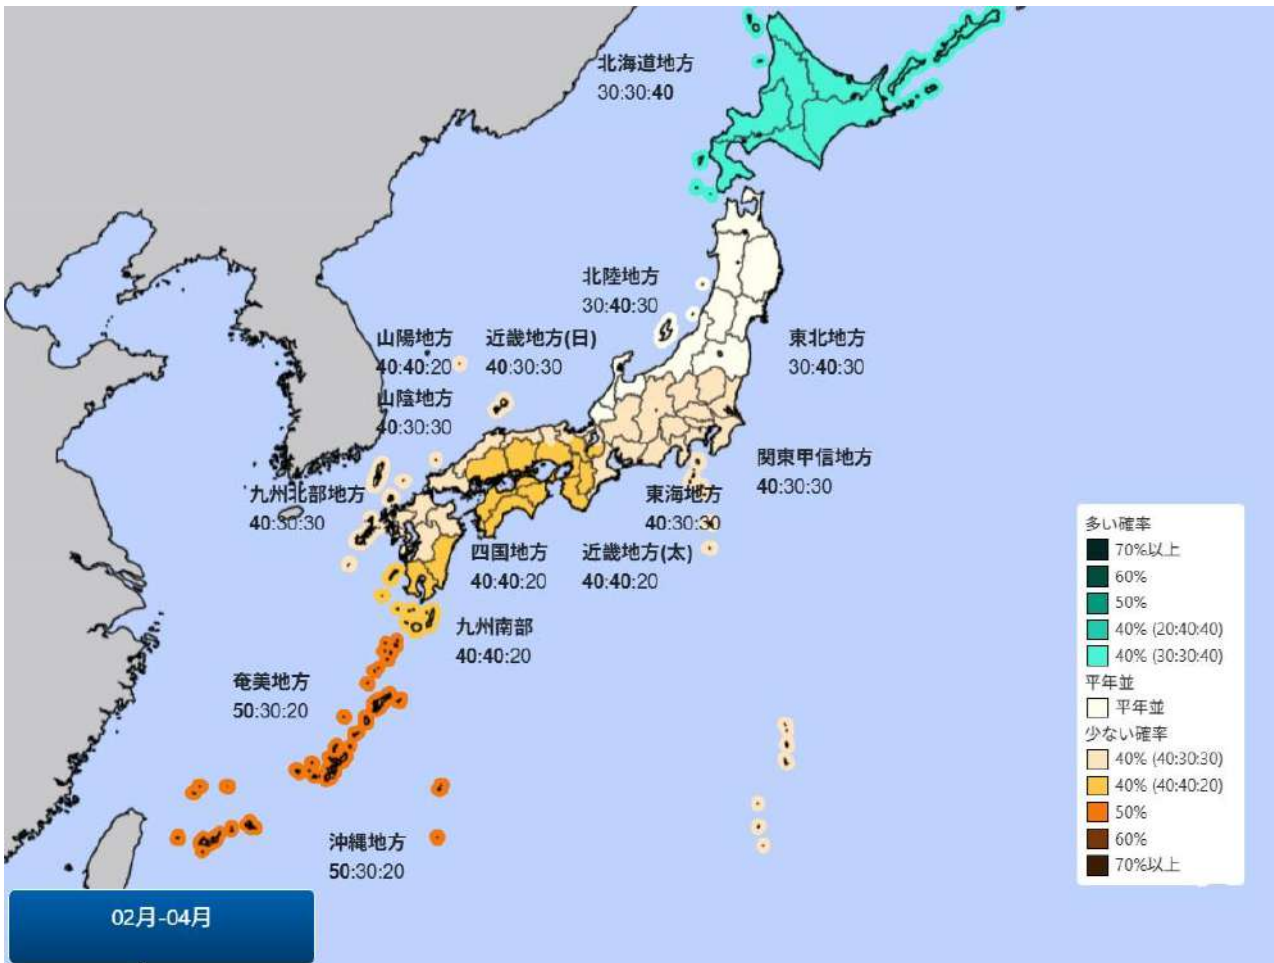 北海道地方
30:30:40
北陸地方
30:40:30
山陽地方
40:40:20
近畿地方(日)
40:30:30
東北地方
30:40:30
山陰地方
40:30:30
関東甲信地方
40:30:30
九州北部地方
40:30:30
東海地方
40:30:30
四国地方
40:40:20
近畿地方(太)
40:40:20
九州南部
40:40:20
奄美地方
50:30:20
沖縄地方
50:30:20
多い確率
70%以上
60%
50%
40% (20:40:40)
40% (30:30:40)
平年並
平年並
少ない確率
40% (40:30:30)
40% (40:40:20)
50%
60%
70%以上
02月-04月